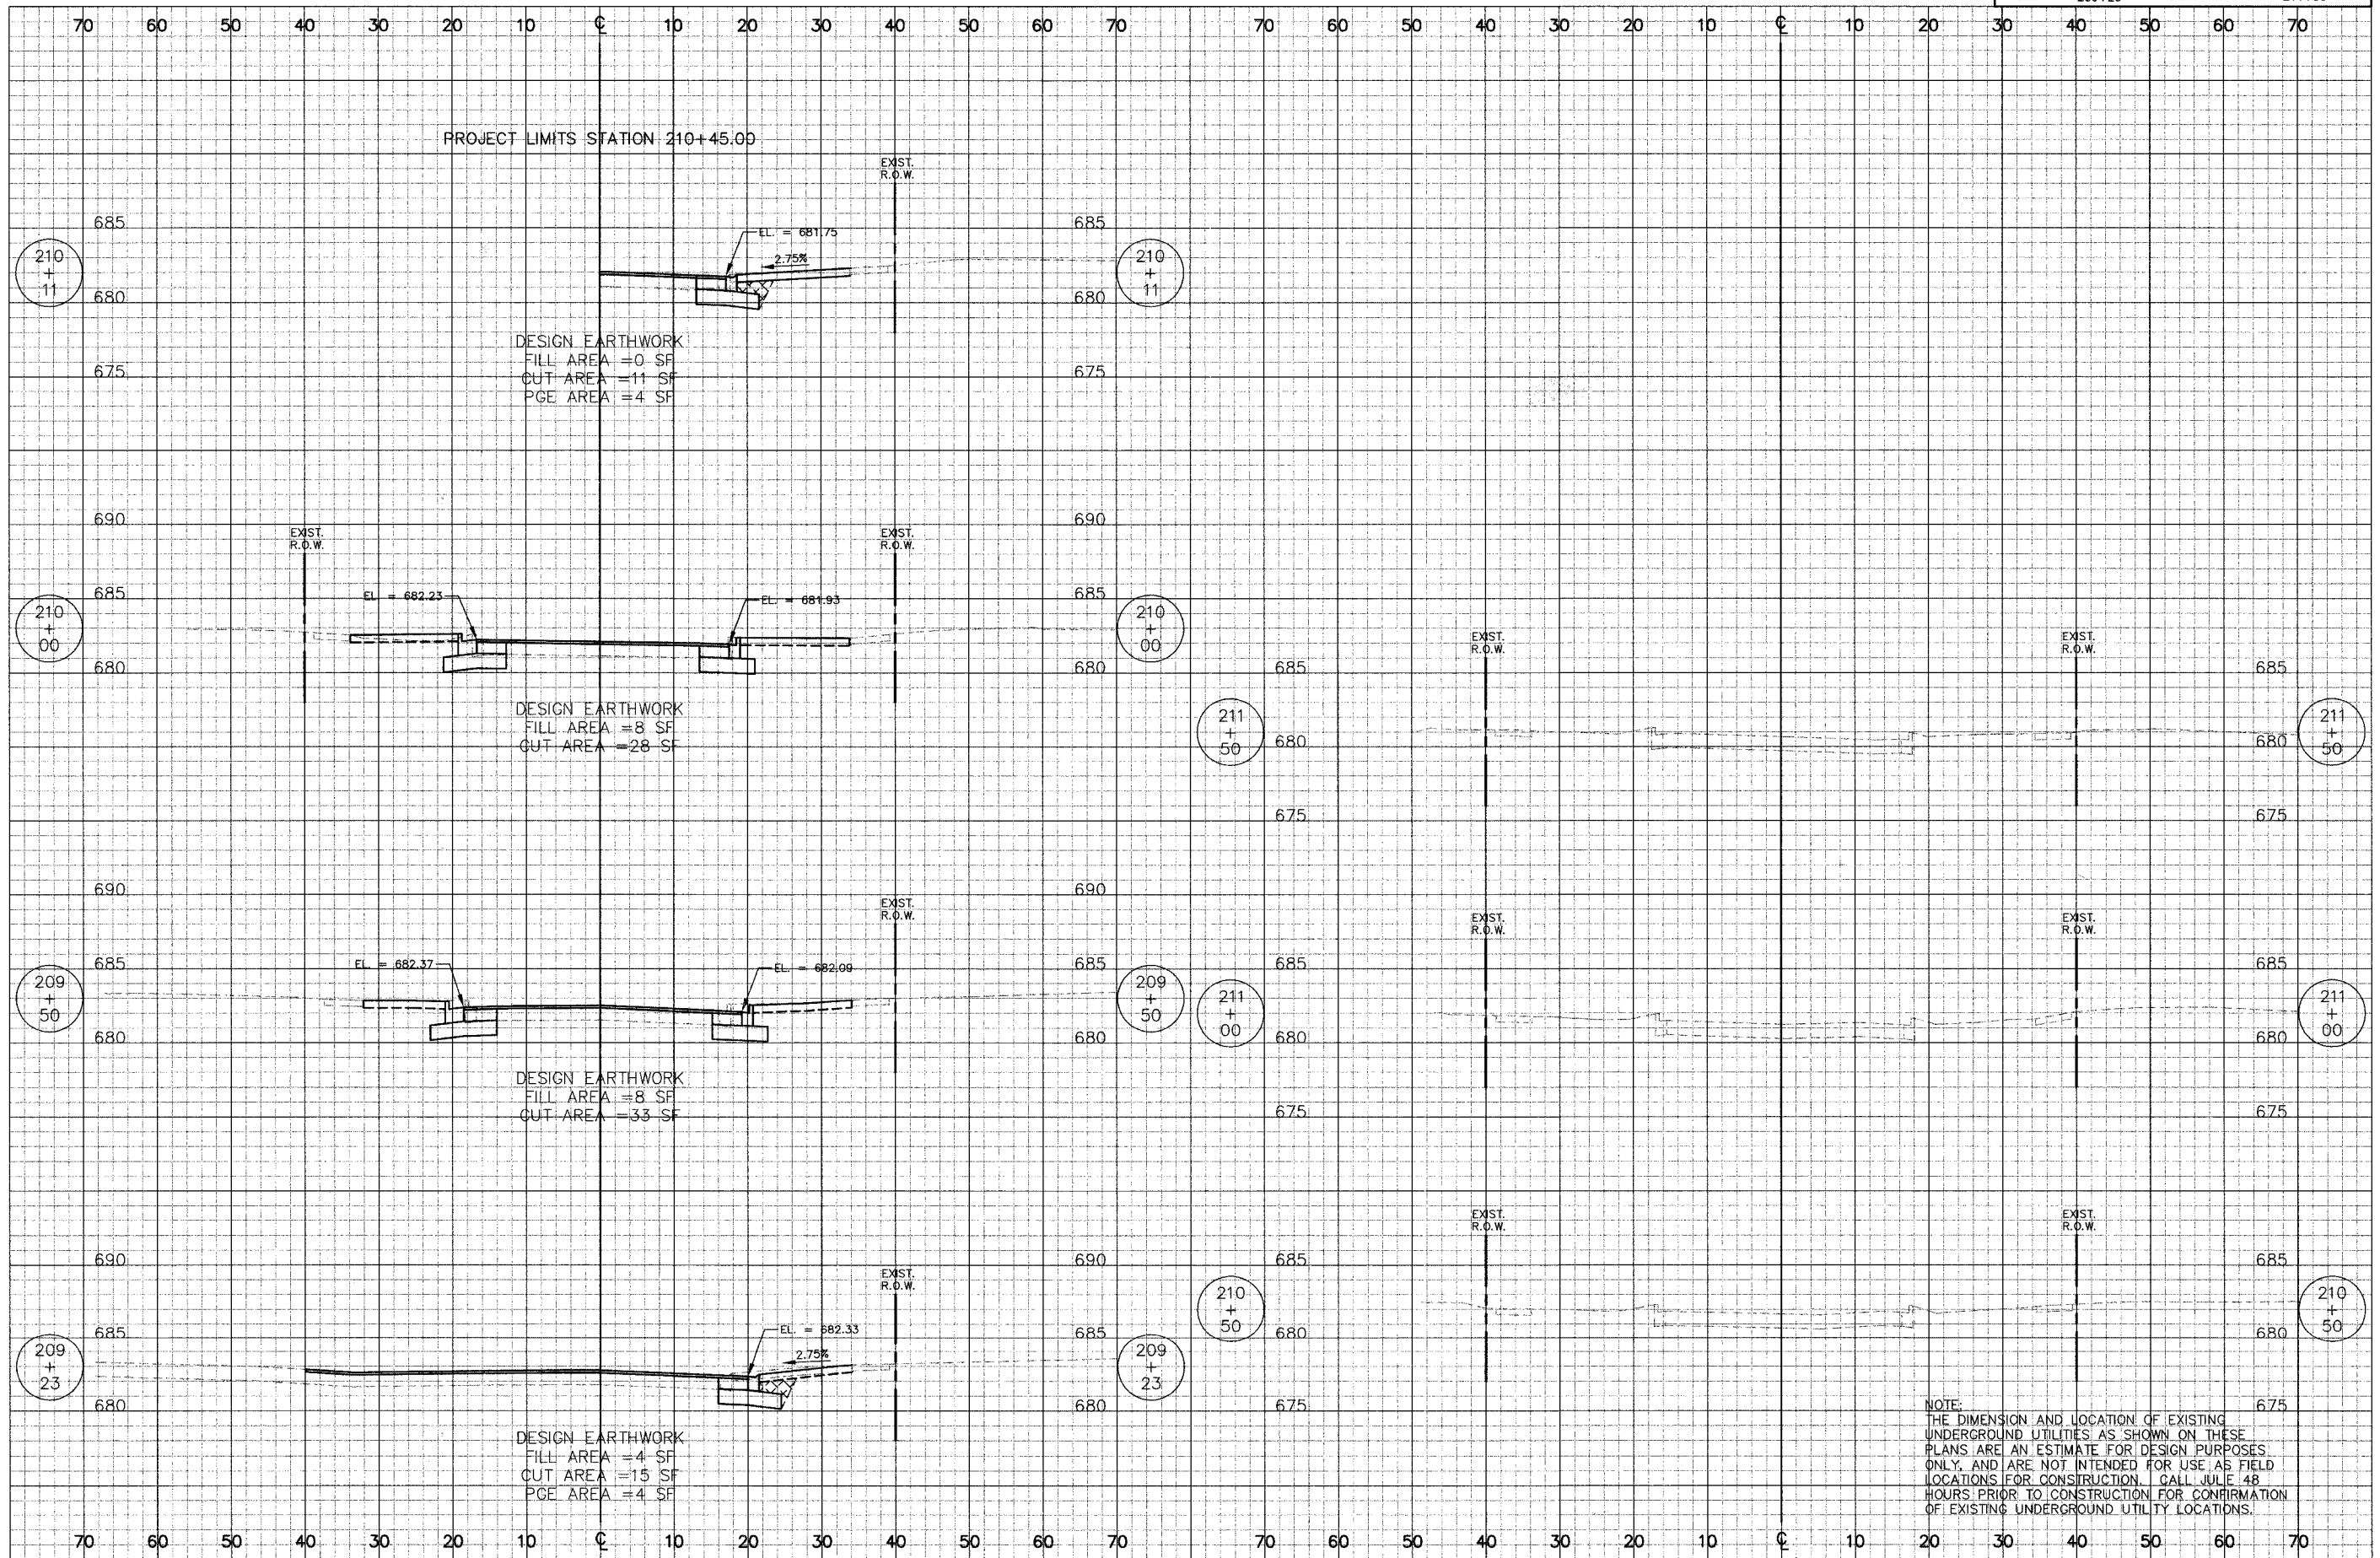 70 60 50 40 30 20 ℄ 10 20 30 40 50 60 70 60 50 40 30 20 ℄ 10 20 30 40 50 60 70
PROJECT LIMITS STATION 210+45.00
EXIST.
R.O.W.
685 685
EL. = 681.75
2.75%
210
+
11
210
+
11
680 680
DESIGN EARTHWORK
FILL AREA =0 SF
CUT AREA =11 SF
PGE AREA =4 SF
675 675
690 690
EXIST.
R.O.W.
EXIST.
R.O.W.
685 685
EL = 682.23
EL. = 681.93
210
+
00
210
+
00
680 680
DESIGN EARTHWORK
FILL AREA =8 SF
CUT AREA =28 SF
690 690
EXIST.
R.O.W.
685 685
EL = 682.37
EL. = 682.09
209
+
50
209
+
50
680 680
DESIGN EARTHWORK
FILL AREA =8 SF
CUT AREA =33 SF
690 690
EXIST.
R.O.W.
685 685
EL. = 682.33
2.75%
209
+
23
209
+
23
680 680
DESIGN EARTHWORK
FILL AREA =4 SF
CUT AREA =15 SF
PGE AREA =4 SF
EXIST.
R.O.W.
EXIST.
R.O.W.
685 685
211
+
50
211
+
50
680 680
675 675
EXIST.
R.O.W.
EXIST.
R.O.W.
685 685
211
+
00
211
+
00
680 680
675 675
EXIST.
R.O.W.
EXIST.
R.O.W.
685 685
210
+
50
210
+
50
680 680
675 675
NOTE:
THE DIMENSION AND LOCATION OF EXISTING
UNDERGROUND UTILITIES AS SHOWN ON THESE
PLANS ARE AN ESTIMATE FOR DESIGN PURPOSES
ONLY, AND ARE NOT INTENDED FOR USE AS FIELD
LOCATIONS FOR CONSTRUCTION. CALL JULIE 48
HOURS PRIOR TO CONSTRUCTION FOR CONFIRMATION
OF EXISTING UNDERGROUND UTILITY LOCATIONS.
70 60 50 40 30 20 ℄ 10 20 30 40 50 60 70 60 50 40 30 20 ℄ 10 20 30 40 50 60 70